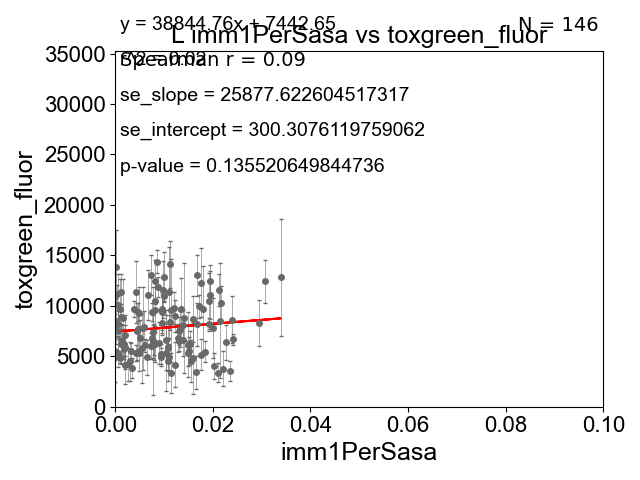 y = 38844.76x + 7442.65
N = 146
L imm1PerSasa vs toxgreen_fluor
r^2 = 0.02
Spearman r = 0.09
se_slope = 25877.622604517317
se_intercept = 300.3076119759062
p-value = 0.135520649844736
35000
30000
25000
20000
15000
10000
5000
0
toxgreen_fluor
0.00 0.02 0.04 0.06 0.08 0.10
imm1PerSasa